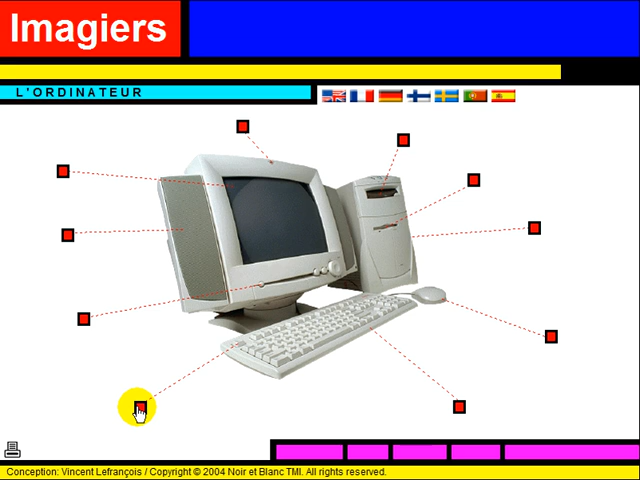 Imagiers
L'ORDINATEUR
Conception: Vincent Lefrançois / Copyright © 2004 Noir et Blanc TMI. All rights reserved.